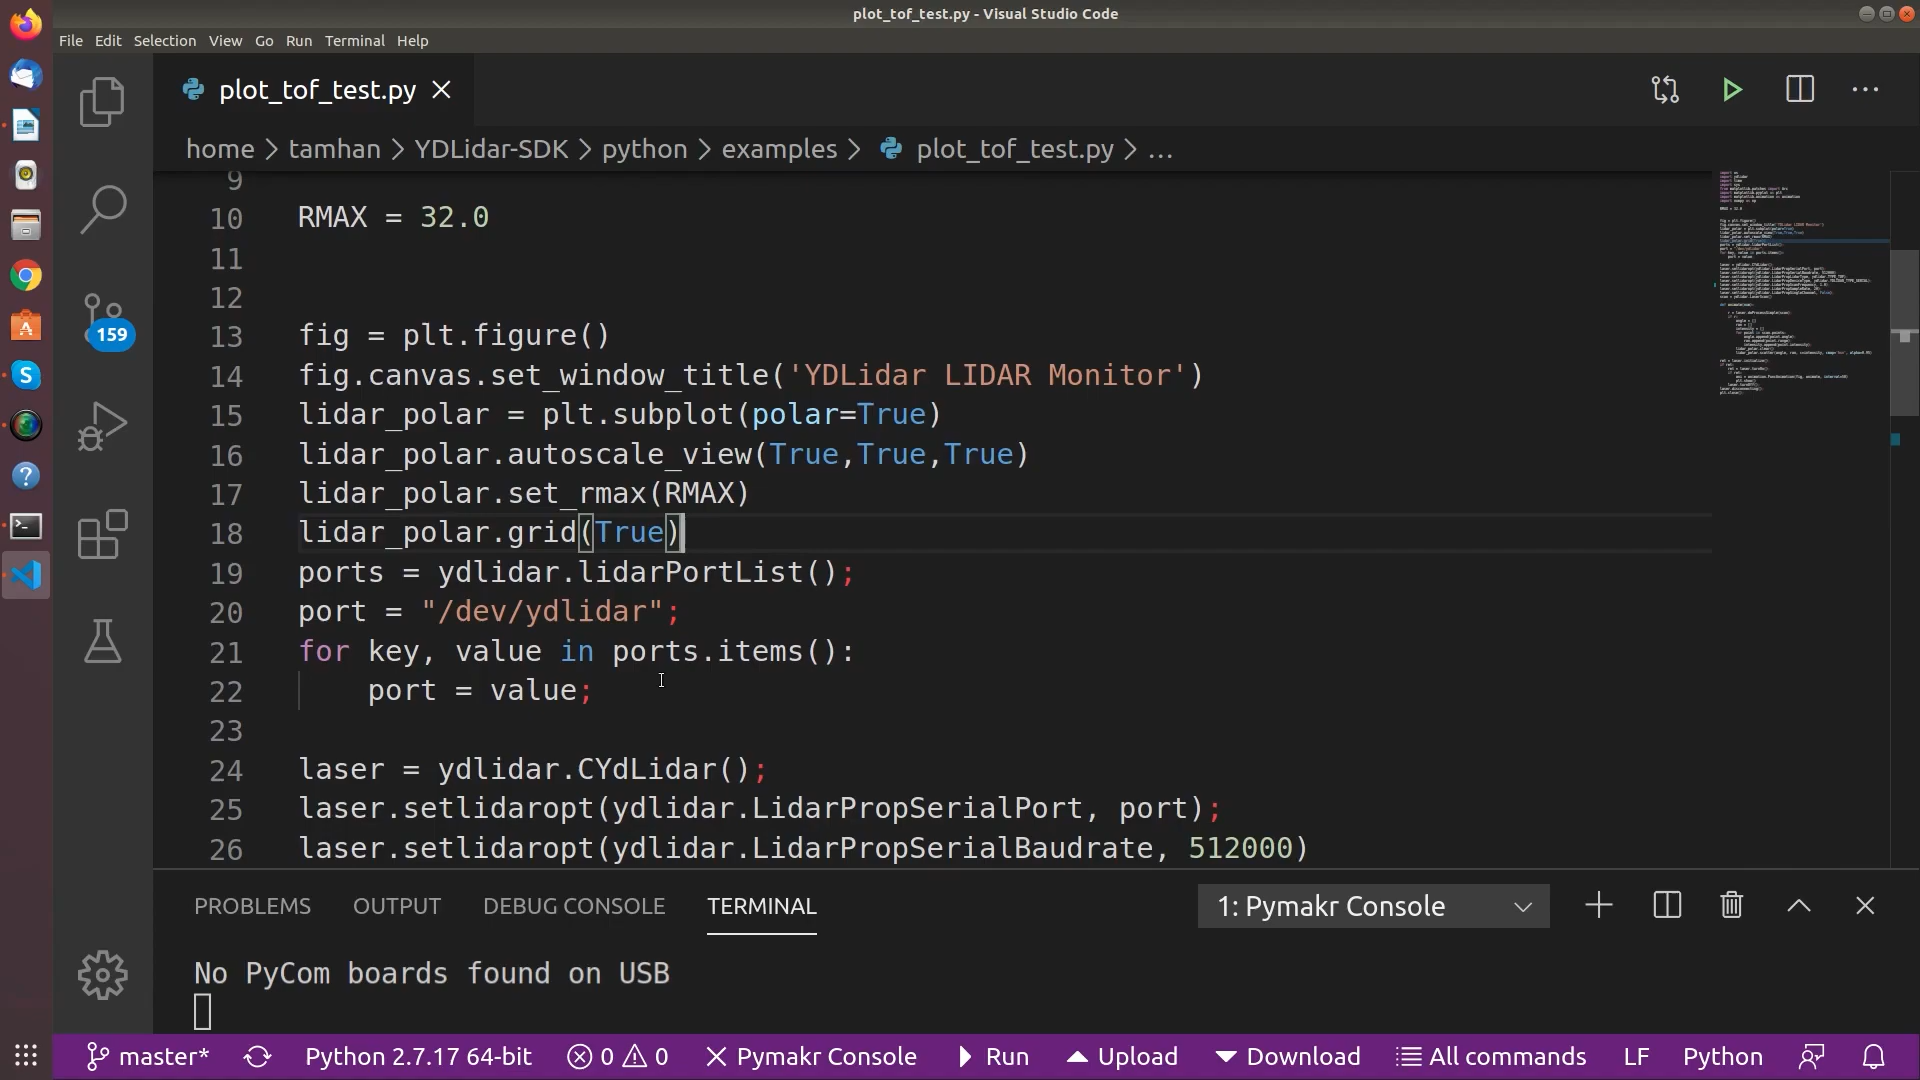 plot_tof_test.py - Visual Studio Code
File Edit Selection View Go Run Terminal Help
plot_tof_test.py
home > tamhan > YDLidar-SDK > python > examples > plot_tof_test.py > ...
9
10 RMAX = 32.0
11
12
13 fig = plt.figure()
14 fig.canvas.set_window_title('YDLidar LIDAR Monitor')
15 lidar_polar = plt.subplot(polar=True)
16 lidar_polar.autoscale_view(True,True,True)
17 lidar_polar.set_rmax(RMAX)
18 lidar_polar.grid(True)
19 ports = ydlidar.lidarPortList();
20 port = "/dev/ydlidar";
21 for key, value in ports.items():
22     port = value;
23
24 laser = ydlidar.CYdLidar();
25 laser.setlidaropt(ydlidar.LidarPropSerialPort, port);
26 laser.setlidaropt(ydlidar.LidarPropSerialBaudrate, 512000)
159
PROBLEMS OUTPUT DEBUG CONSOLE TERMINAL 1: Pymakr Console
No PyCom boards found on USB
master* Python 2.7.17 64-bit 0 0 Pymakr Console Run Upload Download All commands LF Python